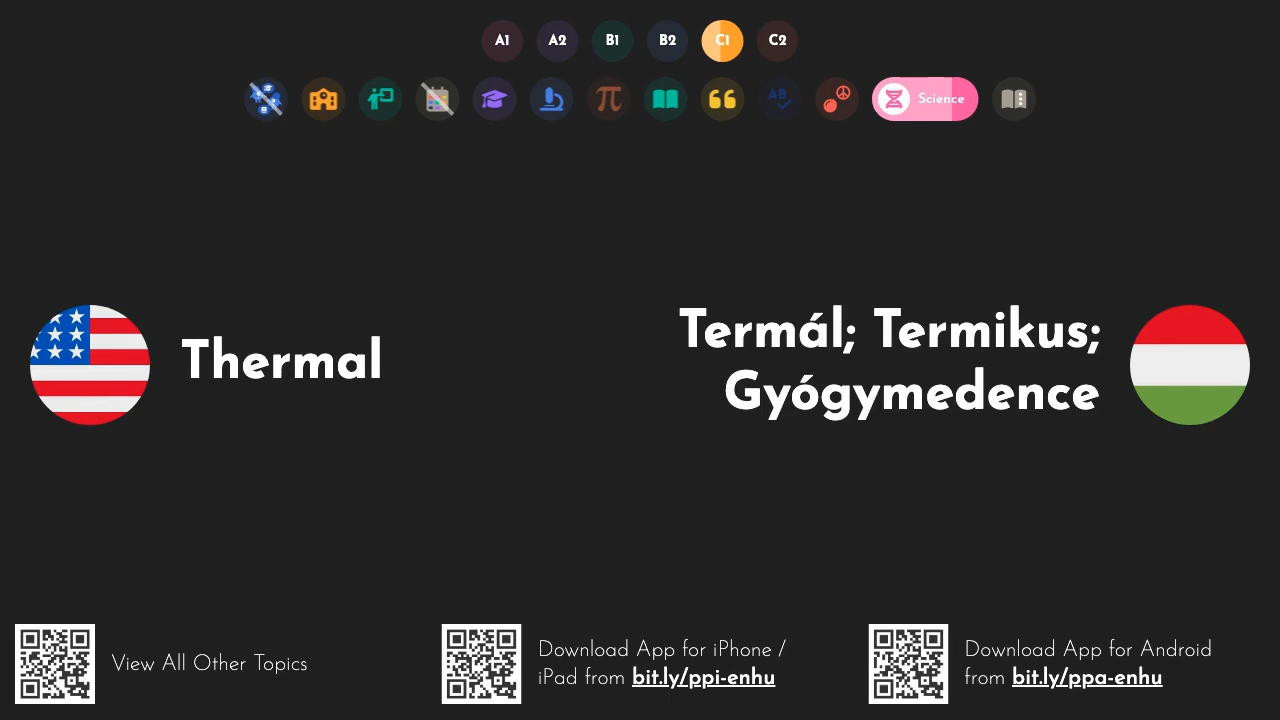 A1 A2 B1 B2 C1 C2
Science
Thermal
Termál; Termikus;
Gyógymedence
View All Other Topics
Download App for iPhone /
iPad from bit.ly/ppi-enhu
Download App for Android
from bit.ly/ppa-enhu